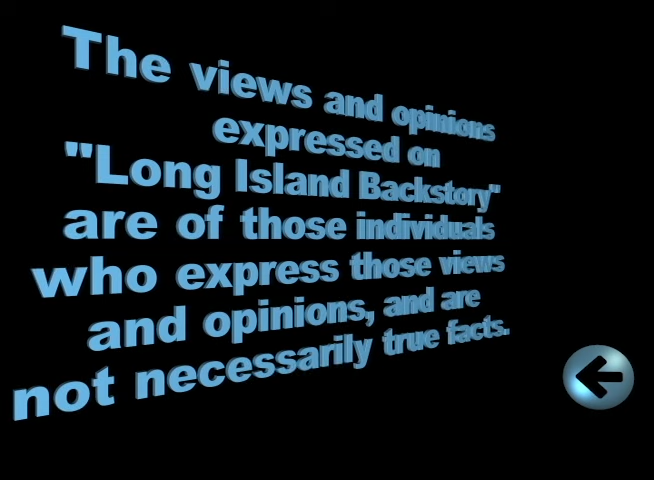 The views and opinions
expressed on
"Long Island Backstory"
are of those individuals
who express those views
and opinions, and are
not necessarily true facts.